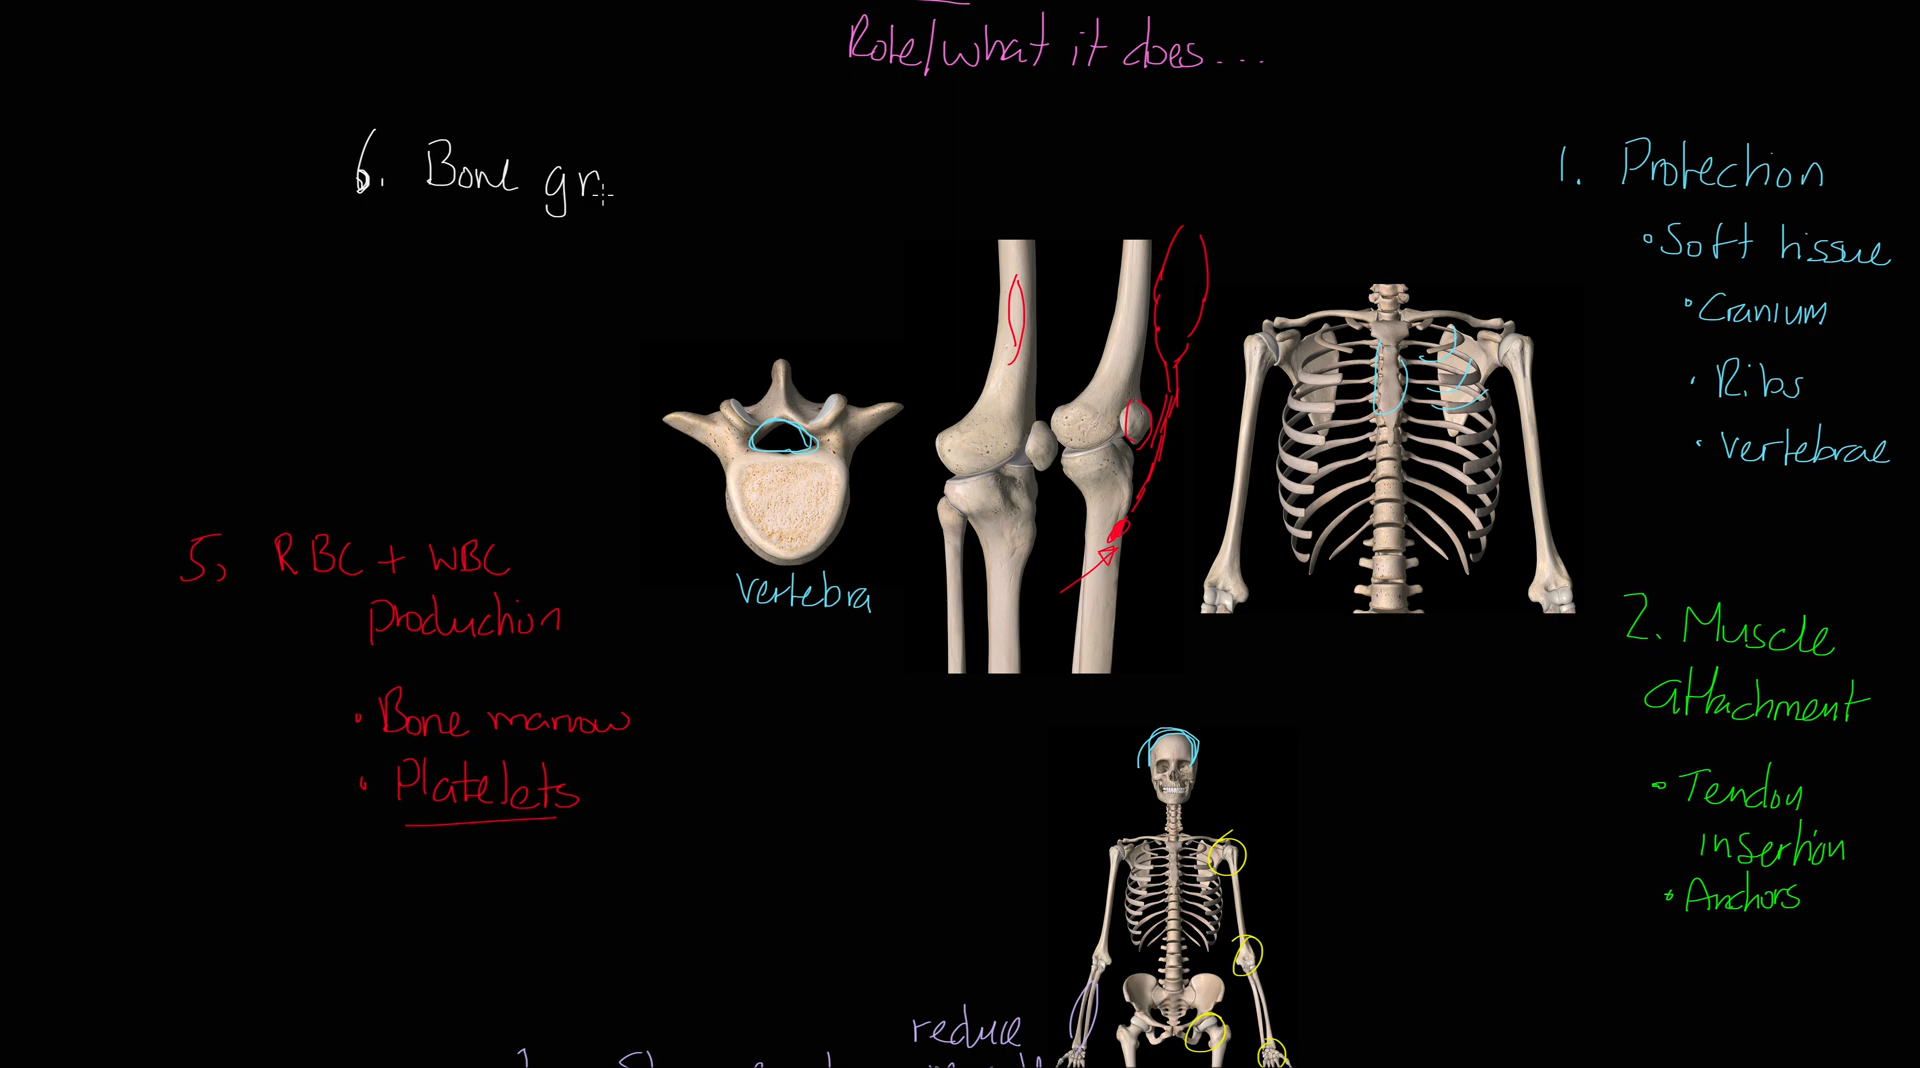 Role/what it does...
6. Bone gr
1. Protection
• Soft tissue
• Cranium
• Ribs
• Vertebrae
5, RBC + WBC
production
• Bone marrow
• Platelets
Vertebra
2. Muscle
attachment
• Tendon
insertion
• Anchors
reduce